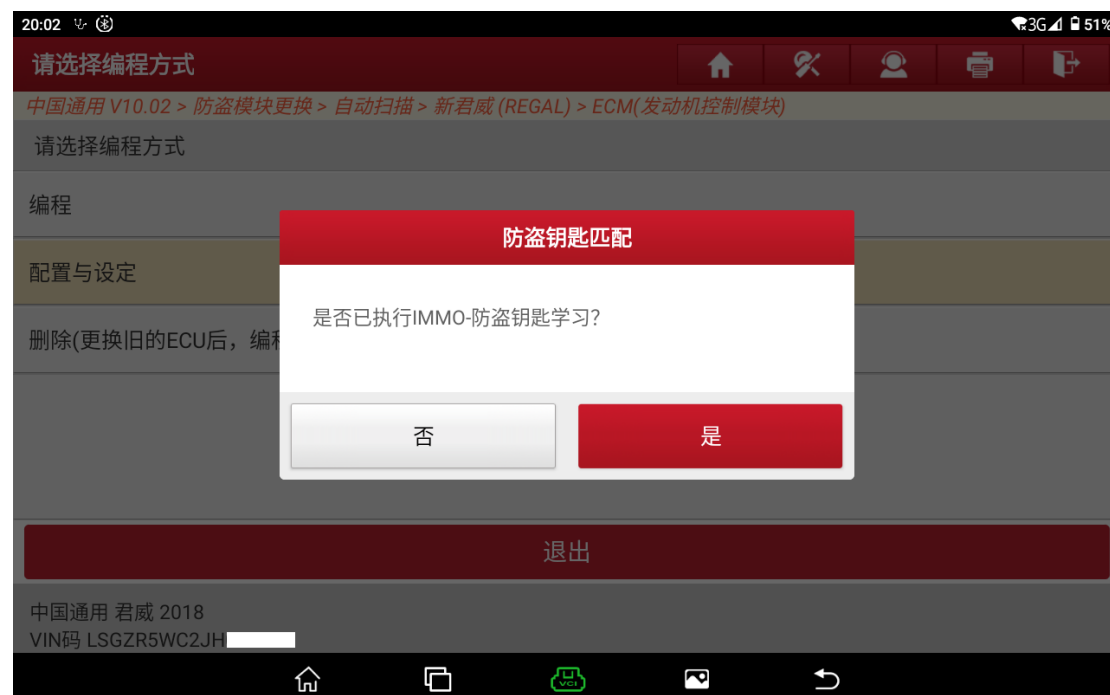 20:02 3G 51%
请选择编程方式
中国通用 V10.02 > 防盗模块更换 > 自动扫描 > 新君威 (REGAL) > ECM(发动机控制模块)
请选择编程方式
编程
配置与设定
删除(更换旧的ECU后，编
防盗钥匙匹配
是否已执行IMMO-防盗钥匙学习?
否
是
退出
中国通用 君威 2018
VIN码 LSGZR5WC2JH
VCI